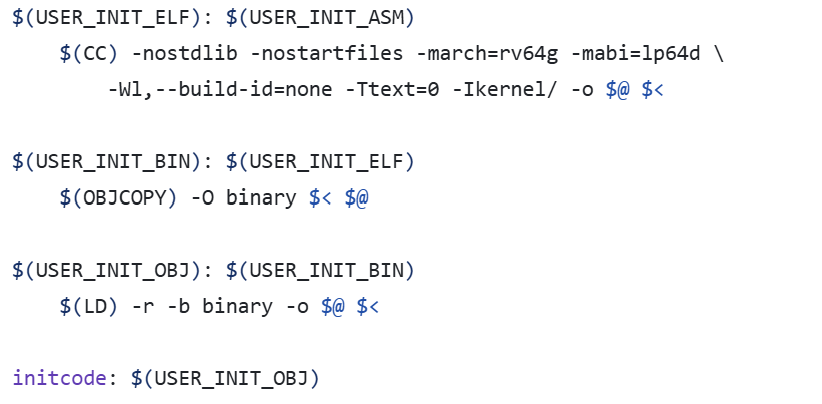 $(USER_INIT_ELF): $(USER_INIT_ASM)
    $(CC) -nostdlib -nostartfiles -march=rv64g -mabi=lp64d \
        -Wl,--build-id=none -Ttext=0 -Ikernel/ -o $@ $<

$(USER_INIT_BIN): $(USER_INIT_ELF)
    $(OBJCOPY) -O binary $< $@

$(USER_INIT_OBJ): $(USER_INIT_BIN)
    $(LD) -r -b binary -o $@ $<

initcode: $(USER_INIT_OBJ)